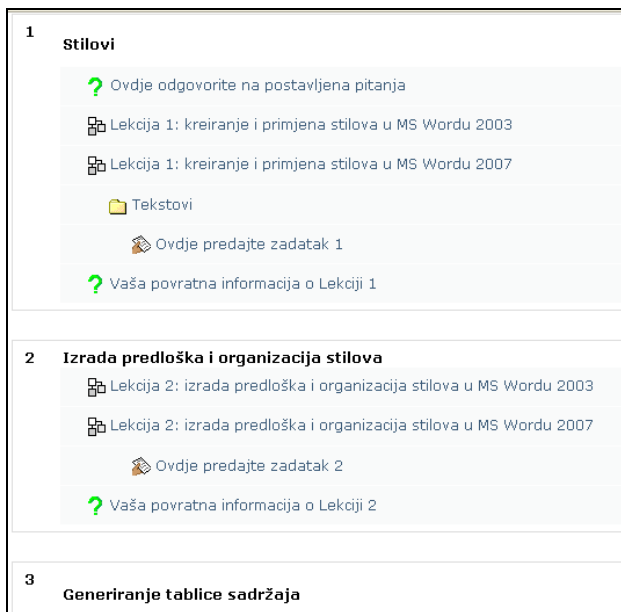 1
Stilovi
Ovdje odgovorite na postavljena pitanja
Lekcija 1: kreiranje i primjena stilova u MS Wordu 2003
Lekcija 1: kreiranje i primjena stilova u MS Wordu 2007
Tekstovi
Ovdje predajte zadatak 1
Vaša povratna informacija o Lekciji 1
2 Izrada predloška i organizacija stilova
Lekcija 2: izrada predloška i organizacija stilova u MS Wordu 2003
Lekcija 2: izrada predloška i organizacija stilova u MS Wordu 2007
Ovdje predajte zadatak 2
Vaša povratna informacija o Lekciji 2
3
Generiranje tablice sadržaja